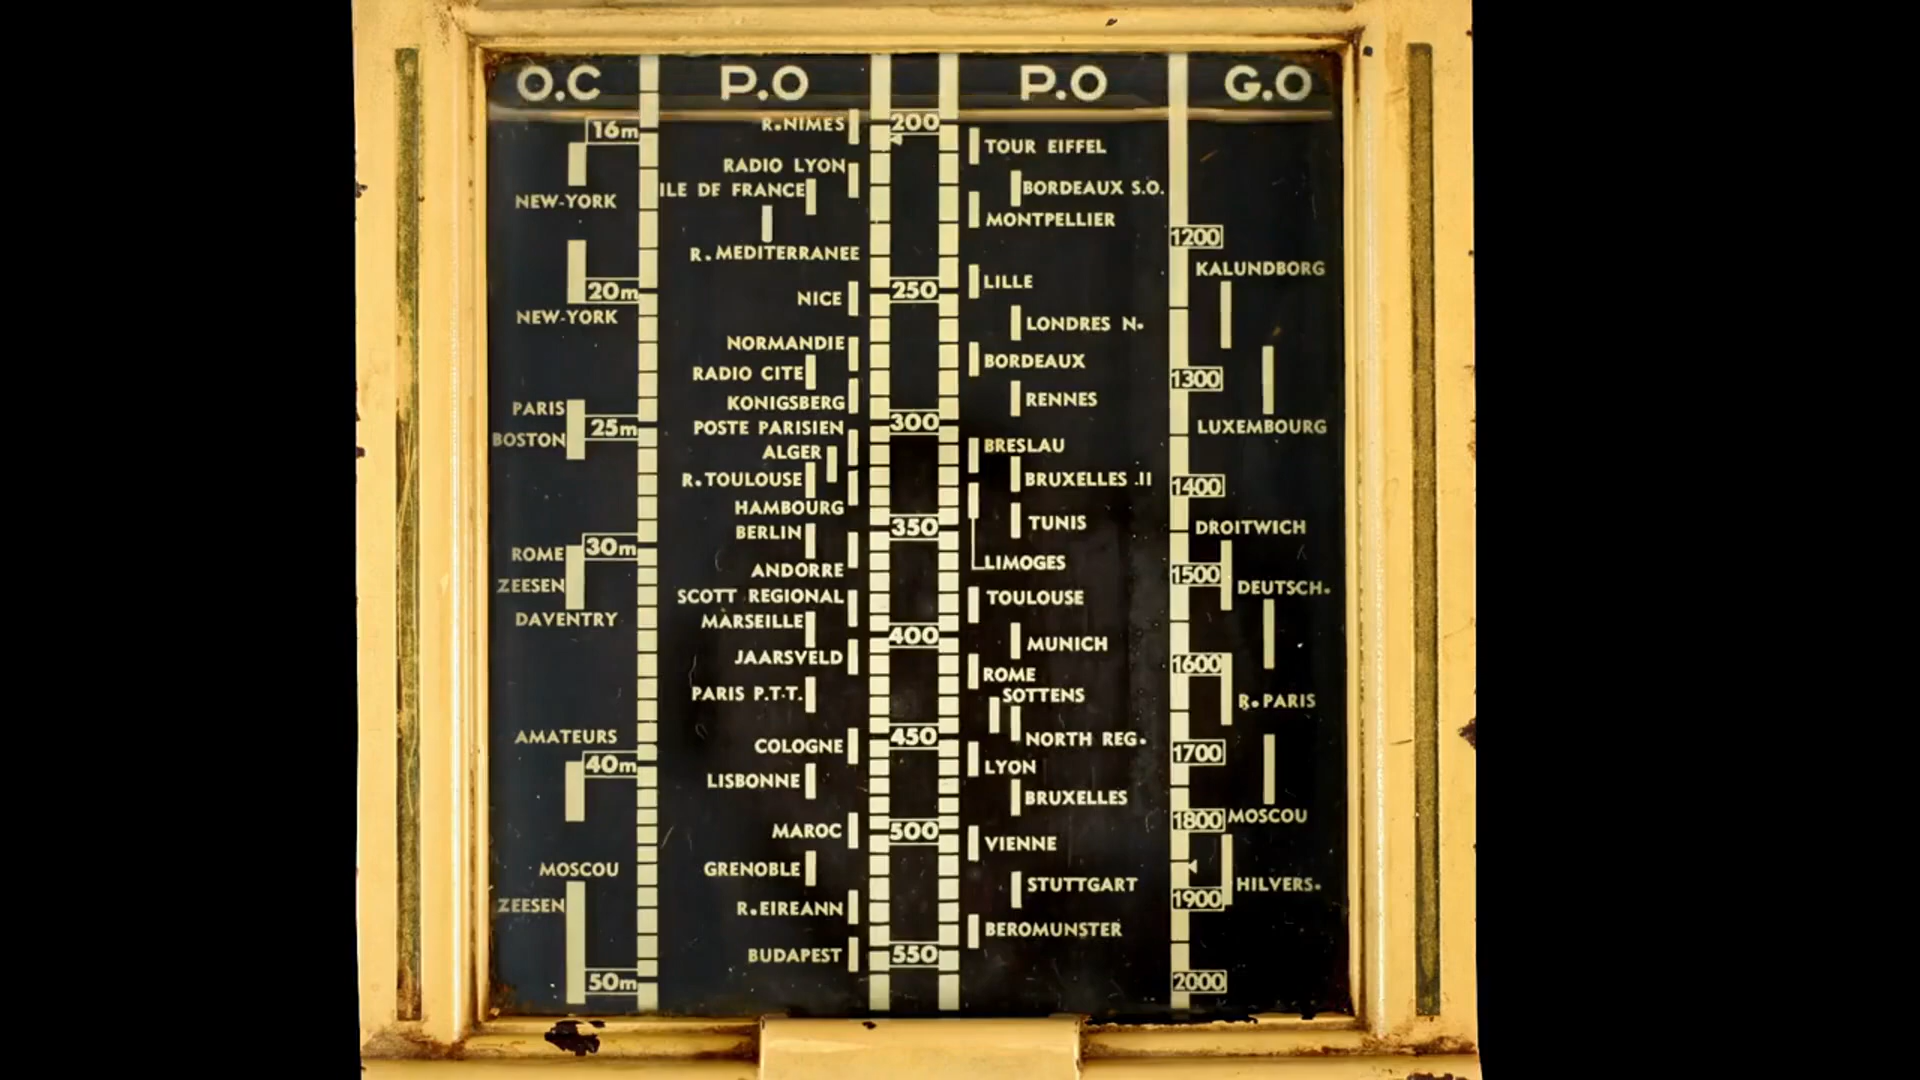 O.C
P.O
P.O
G.O
16m
NEW-YORK
20m
NEW-YORK
PARIS
25m
BOSTON
30m
ROME
ZEESEN
DAVENTRY
AMATEURS
40m
MOSCOU
ZEESEN
50m
R.NIMES
RADIO LYON
ILE DE FRANCE
R. MEDITERRANEE
NICE
NORMANDIE
RADIO CITE
KONIGSBERG
POSTE PARISIEN
ALGER
R.TOULOUSE
HAMBOURG
BERLIN
ANDORRE
SCOTT REGIONAL
MARSEILLE
JAARSVELD
PARIS P.T.T.
COLOGNE
LISBONNE
MAROC
GRENOBLE
R.EIREANN
BUDAPEST
200
250
300
350
400
450
500
550
TOUR EIFFEL
BORDEAUX S.O.
MONTPELLIER
LILLE
LONDRES N.
BORDEAUX
RENNES
BRESLAU
BRUXELLES .II
TUNIS
LIMOGES
TOULOUSE
MUNICH
ROME
SOTTENS
NORTH REG.
LYON
BRUXELLES
VIENNE
STUTTGART
BEROMUNSTER
1200
KALUNDBORG
1300
LUXEMBOURG
1400
DROITWICH
1500
DEUTSCH.
1600
R.PARIS
1700
1800
MOSCOU
HILVERS.
1900
2000